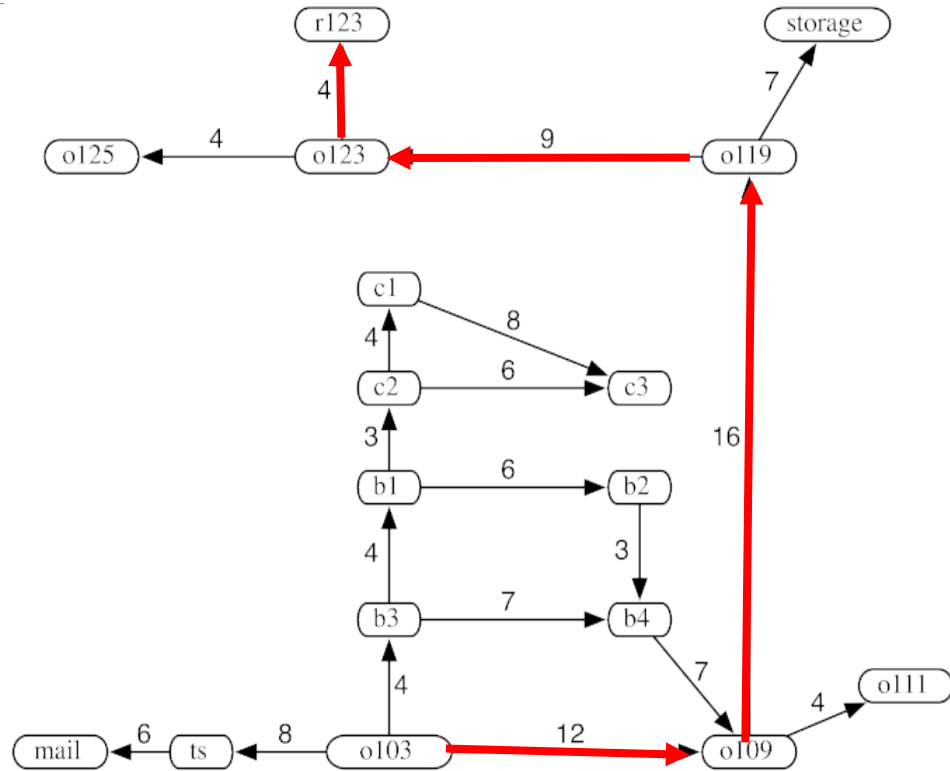 r123 storage
4 7
o125 4 o123 9 o119
c1
8
4
c2 6 c3
3 16
b1 6 b2
4 3
b3 7 b4
7
4 4 o111
mail 6 ts 8 o103 12 o109